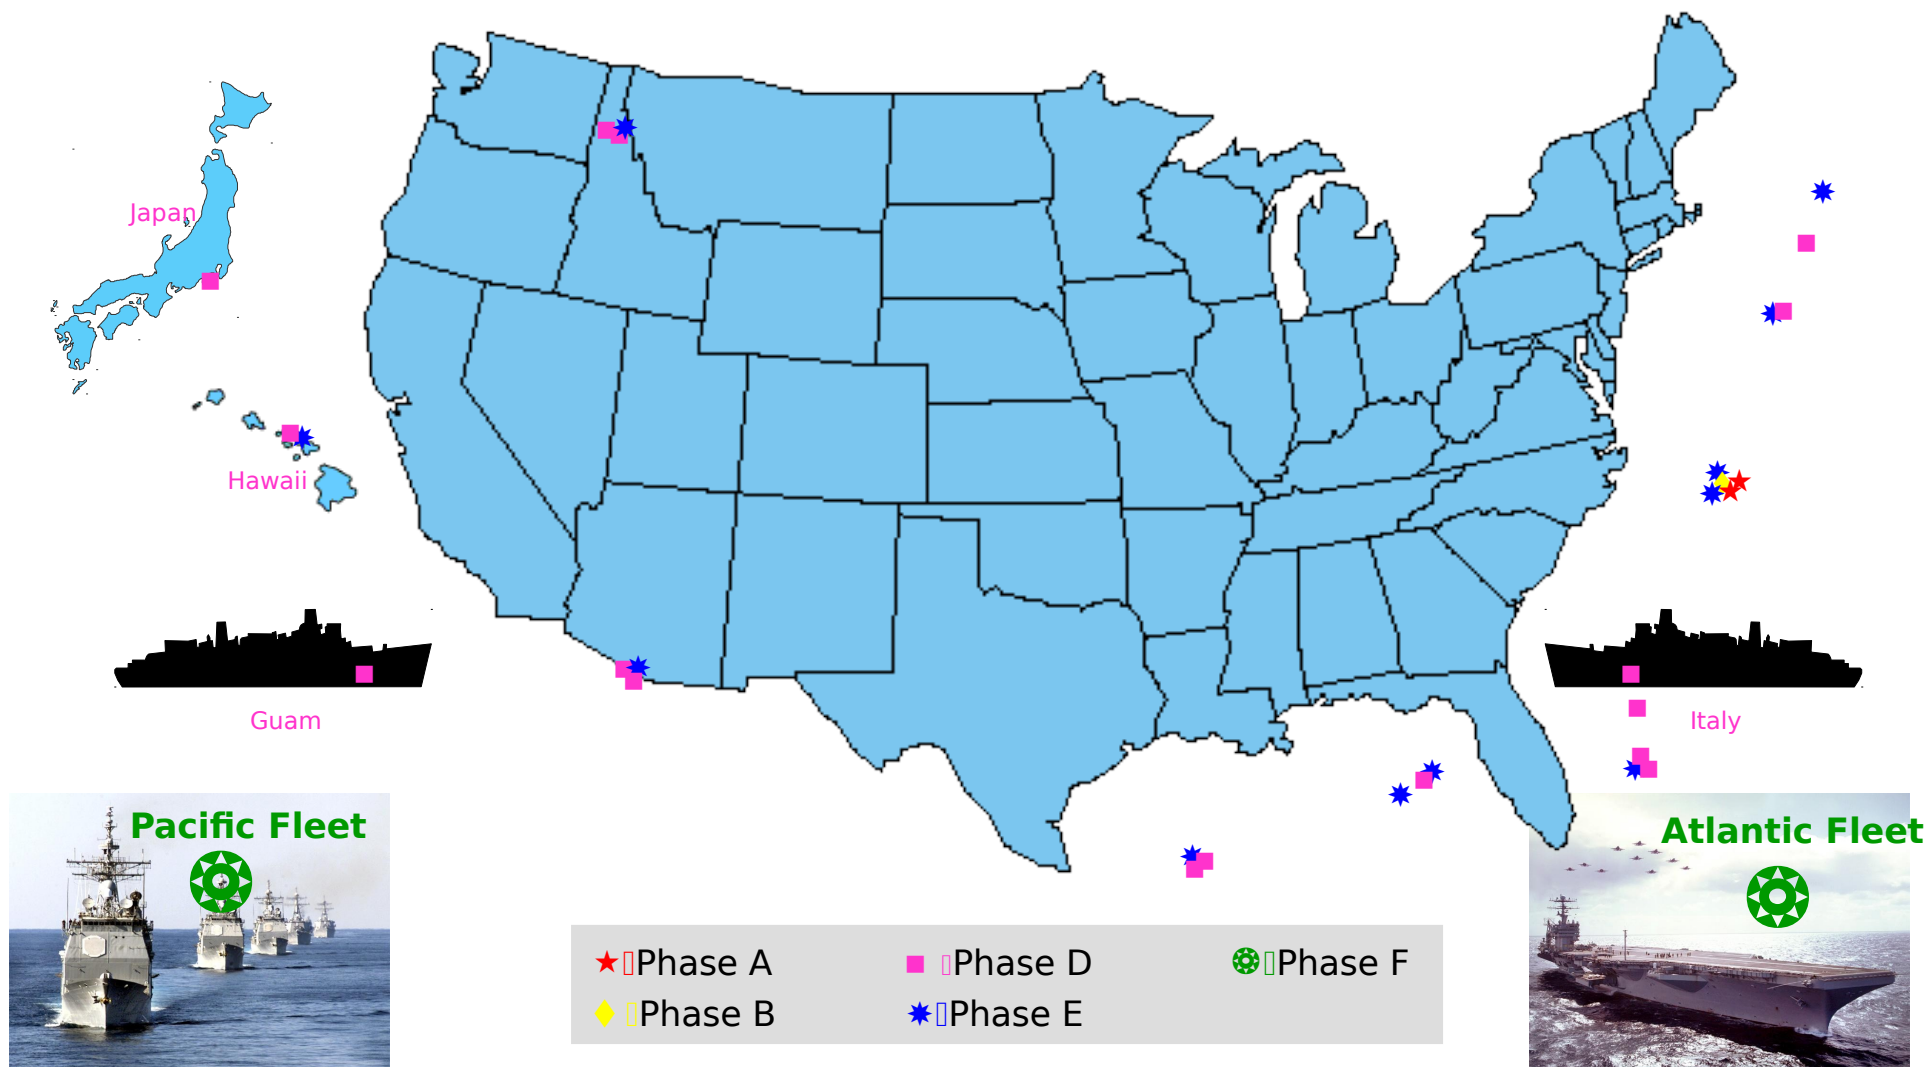 Japan
Hawaii
Guam
Italy
Pacific Fleet
Atlantic Fleet
Phase A
Phase D
Phase F
Phase B
Phase E